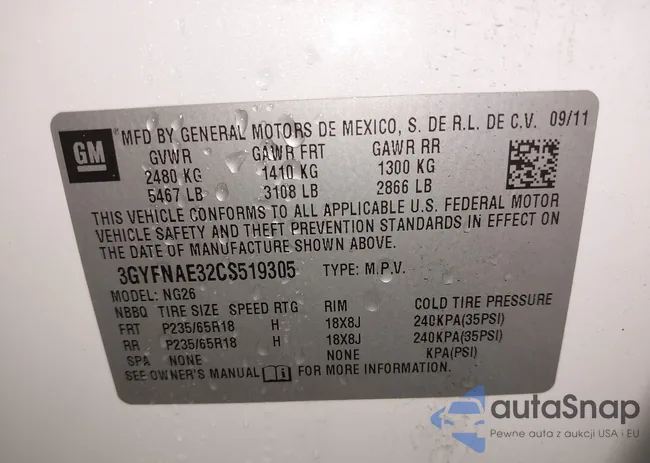 GM
MFD BY GENERAL MOTORS DE MEXICO, S. DE R.L. DE C.V. 09/11
GVWR GAWR FRT GAWR RR
2480 KG 1410 KG 1300 KG
5467 LB 3108 LB 2866 LB
THIS VEHICLE CONFORMS TO ALL APPLICABLE U.S. FEDERAL MOTOR
VEHICLE SAFETY AND THEFT PREVENTION STANDARDS IN EFFECT ON
THE DATE OF MANUFACTURE SHOWN ABOVE.
3GYFNAE32CS519305 TYPE: M.P.V.
MODEL: NG26
NBBQ TIRE SIZE SPEED RTG RIM COLD TIRE PRESSURE
FRT P235/65R18 H 18X8J 240KPA(35PSI)
RR P235/65R18 H 18X8J 240KPA(35PSI)
SPA NONE NONE KPA(PSI)
SEE OWNER'S MANUAL FOR MORE INFORMATION.
autaSnap
Pewne auta z aukcji USA i EU